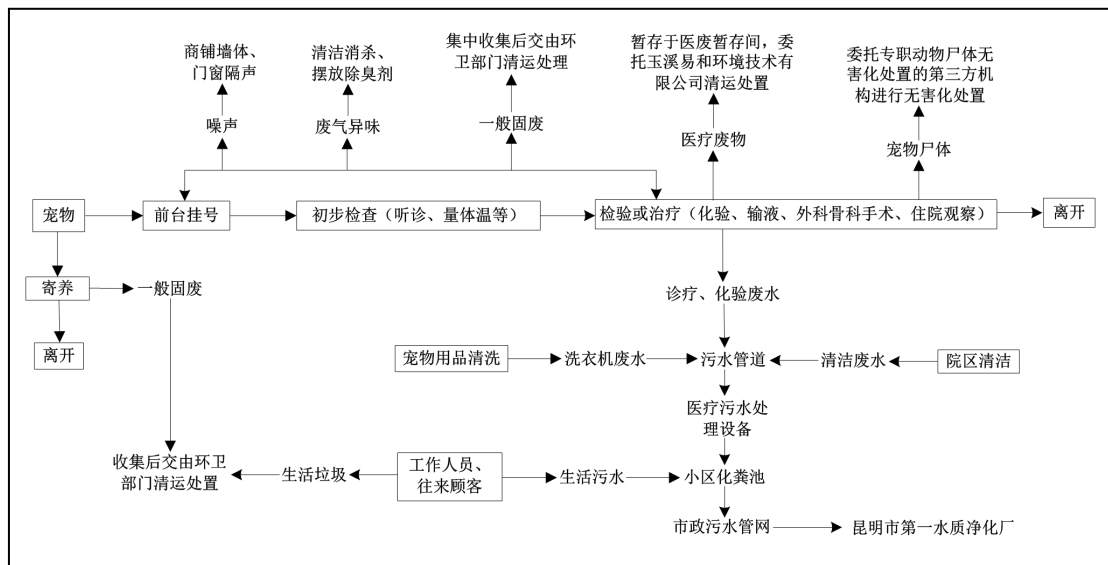 商铺墙体、
门窗隔声
清洁消杀、
摆放除臭剂
集中收集后交由环
卫部门清运处理
暂存于医废暂存间，委
托玉溪易和环境技术有
限公司清运处置
委托专职动物尸体无
害化处置的第三方机
构进行无害化处置
噪声
废气异味
一般固废
医疗废物
宠物尸体
宠物
前台挂号
初步检查（听诊、量体温等）
检验或治疗（化验、输液、外科骨科手术、住院观察）
离开
寄养
一般固废
诊疗、化验废水
离开
宠物用品清洗
洗衣机废水
污水管道
清洁废水
院区清洁
医疗污水处
理设备
收集后交由环卫
部门清运处置
生活垃圾
工作人员、
往来顾客
生活污水
小区化粪池
市政污水管网
昆明市第一水质净化厂